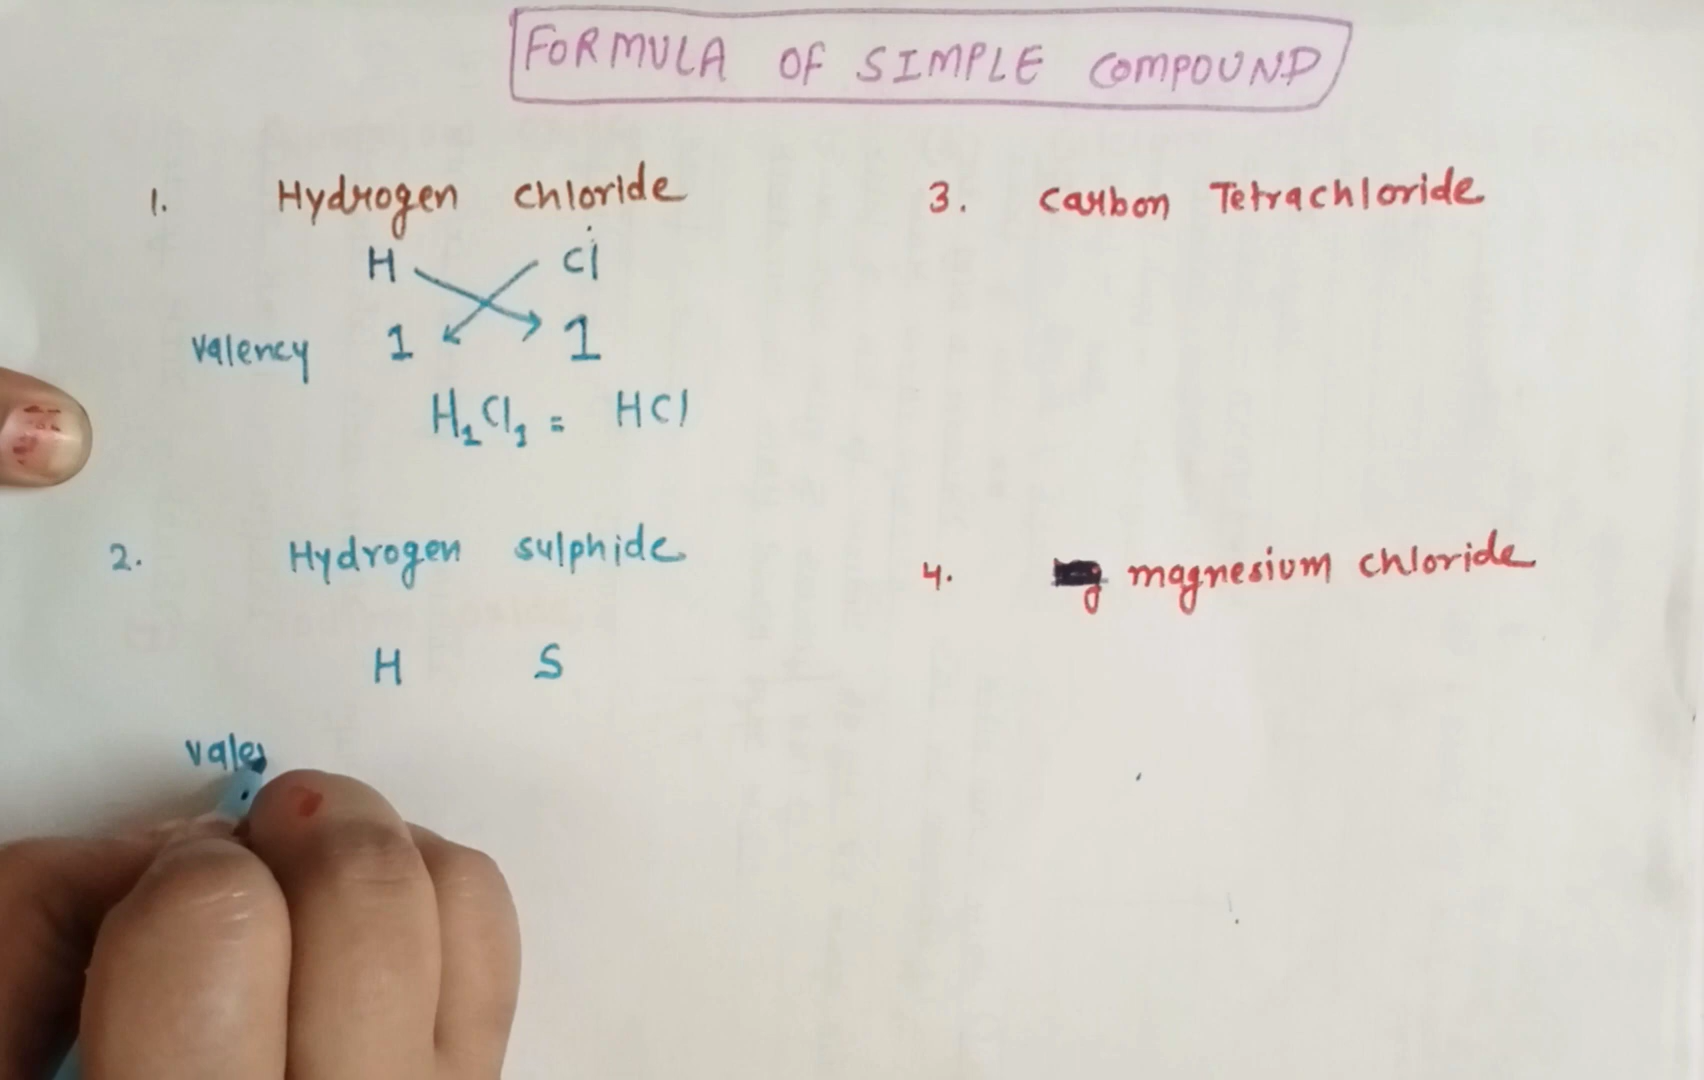 FORMULA OF SIMPLE COMPOUND
1. Hydrogen chloride
H Cl
valency 1 1
H₁Cl₁ = HCl
2. Hydrogen sulphide
H S
vale
3. Carbon Tetrachloride
4. magnesium chloride